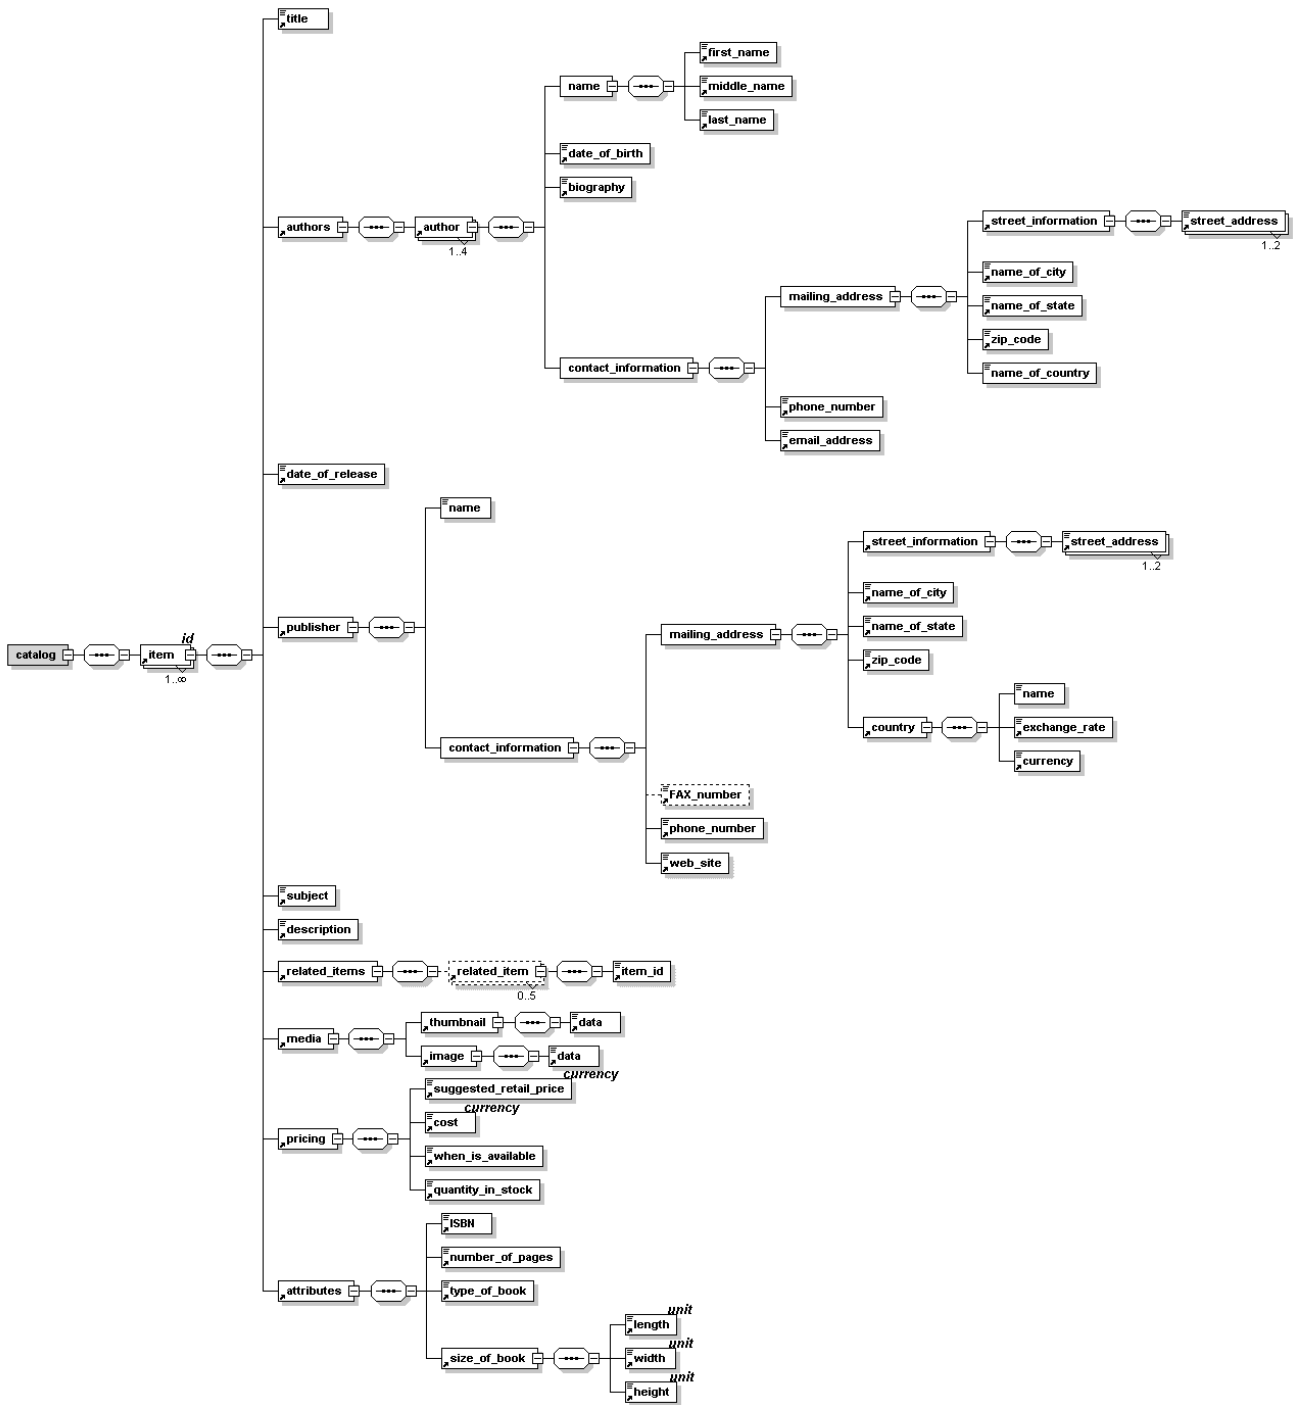 title
first_name
name
middle_name
last_name
date_of_birth
biography
authors
author
1..4
street_information
street_address
1..2
name_of_city
mailing_address
name_of_state
zip_code
contact_information
name_of_country
phone_number
email_address
date_of_release
name
street_information
street_address
1..2
name_of_city
publisher
mailing_address
name_of_state
id
catalog
item
1..∞
zip_code
name
country
exchange_rate
contact_information
currency
FAX_number
phone_number
web_site
subject
description
related_items
related_item
item_id
0..5
thumbnail
data
media
image
data
currency
suggested_retail_price
currency
cost
pricing
when_is_available
quantity_in_stock
ISBN
number_of_pages
attributes
type_of_book
unit
length
unit
size_of_book
width
unit
height